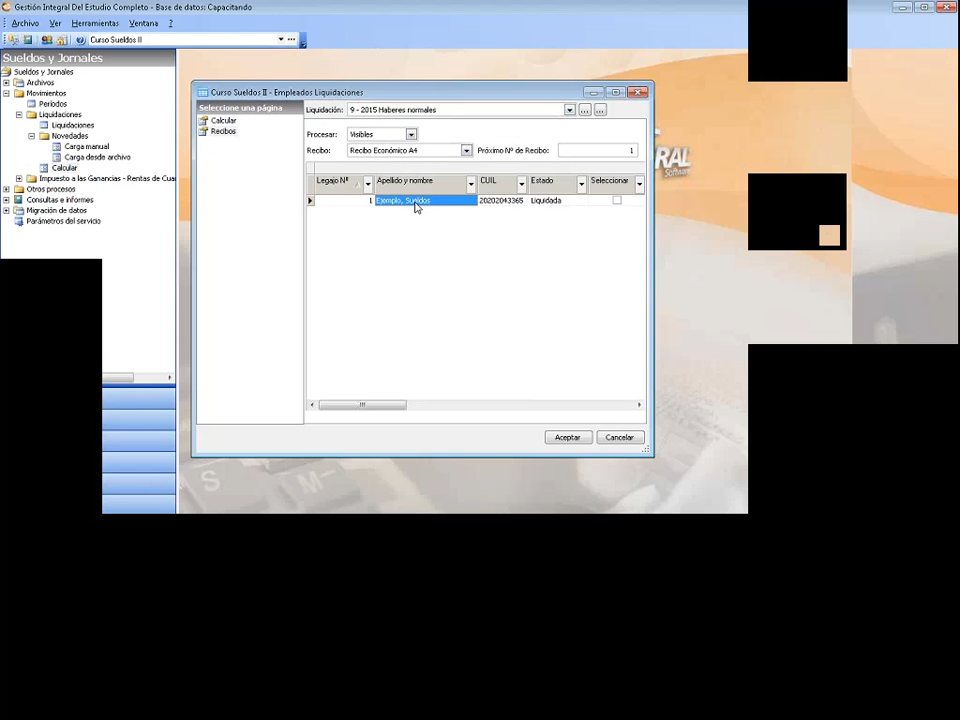 Gestión Integral Del Estudio Completo - Base de datos: Capacitando
Archivo Ver Herramientas Ventana ?
Curso Sueldos II
Sueldos y Jornales
Sueldos y Jornales
Archivos
Movimientos
Períodos
Liquidaciones
Liquidaciones
Novedades
Carga manual
Carga desde archivo
Calcular
Impuesto a las Ganancias - Rentas de Cua
Otros procesos
Consultas e informes
Migración de datos
Parámetros del servicio
Curso Sueldos II - Empleados Liquidaciones
Seleccione una página
Calcular
Recibos
Liquidación: 9 - 2015 Haberes normales
Procesar: Visibles
Recibo: Recibo Económico A4 Próximo Nº de Recibo: 1
Legajo Nº Apellido y nombre CUIL Estado Seleccionar
1 Ejemplo, Sueldos 20202043365 Liquidada
Aceptar Cancelar
RAL
Software
S M